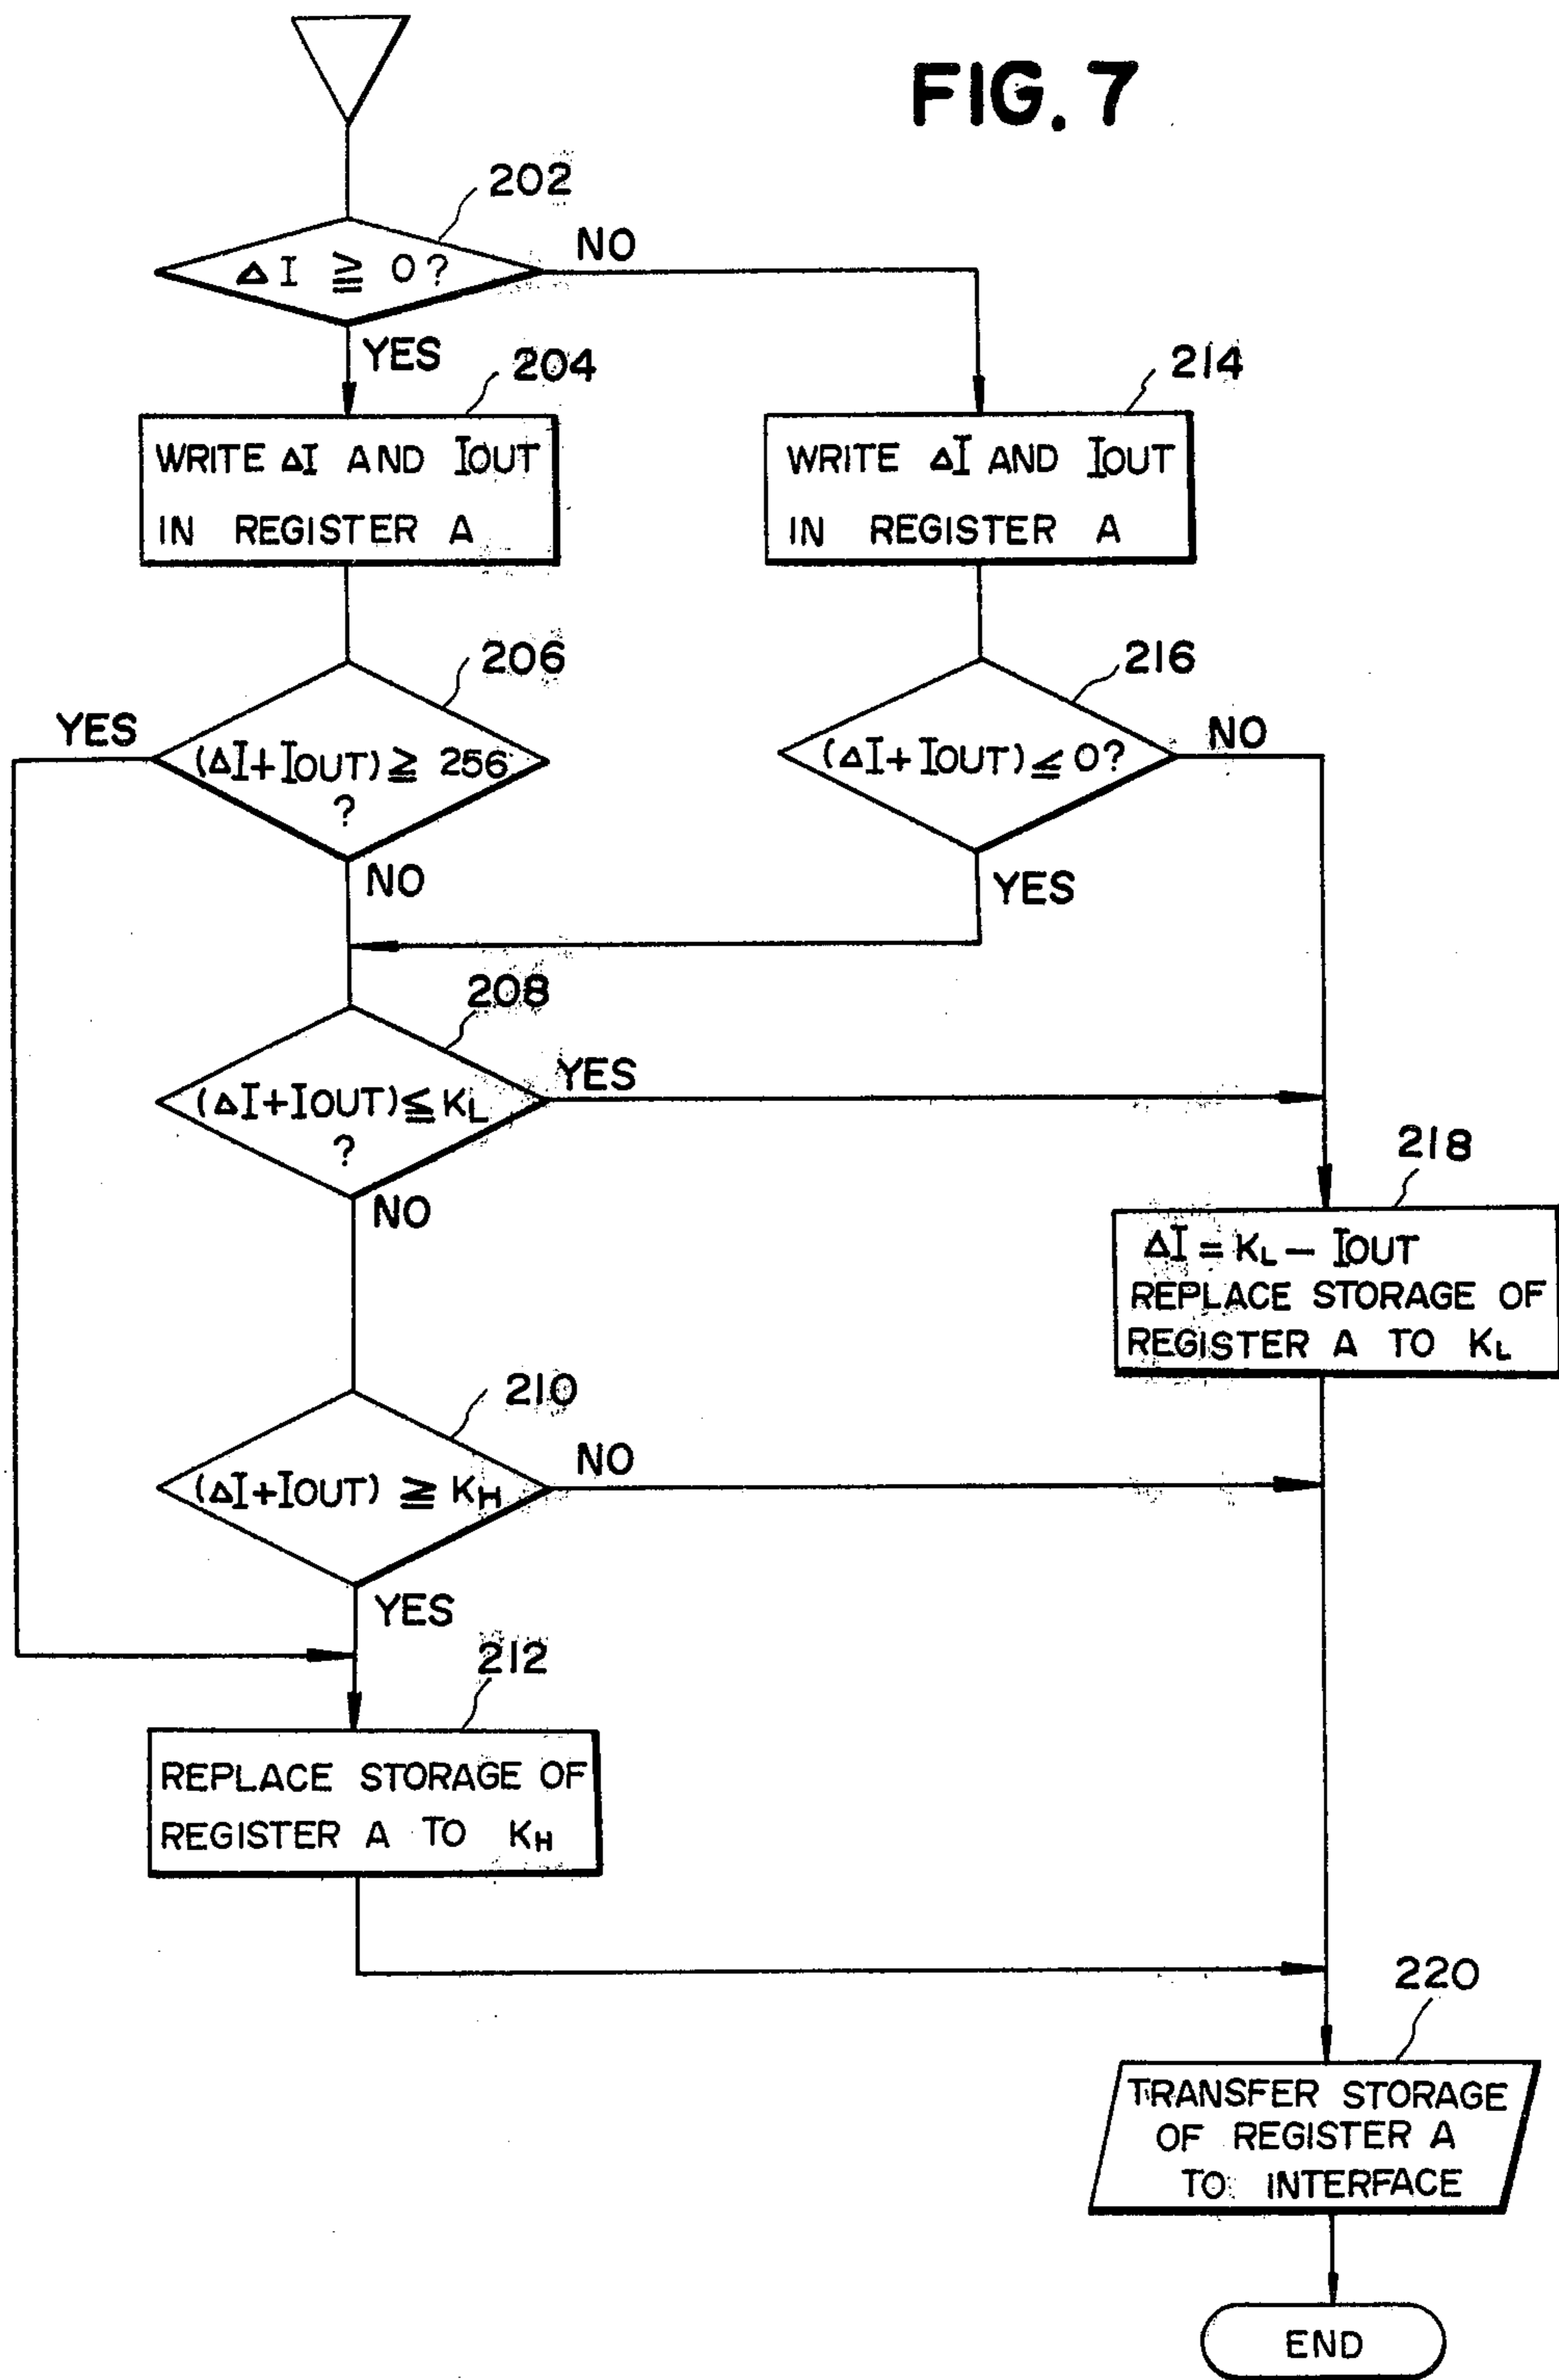 FIG. 7
202
ΔI ≧ 0?
NO
YES
204
WRITE ΔI AND IOUT
IN REGISTER A
214
WRITE ΔI AND IOUT
IN REGISTER A
206
YES
(ΔI+IOUT) ≧ 256
?
NO
216
(ΔI+IOUT) ≦ 0?
NO
YES
208
(ΔI+IOUT) ≦ KL
?
YES
NO
218
ΔI = KL – IOUT
REPLACE STORAGE OF
REGISTER A TO KL
210
(ΔI+IOUT) ≧ KH
NO
YES
212
REPLACE STORAGE OF
REGISTER A TO KH
220
TRANSFER STORAGE
OF REGISTER A
TO INTERFACE
END